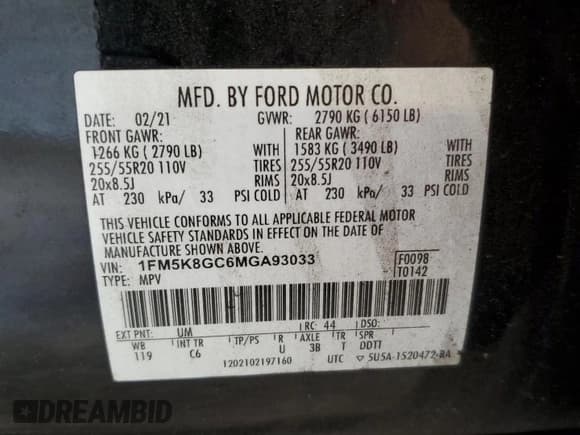 MFD. BY FORD MOTOR CO.
DATE: 02/21 GVWR: 2790 KG ( 6150 LB)
FRONT GAWR: REAR GAWR:
1266 KG ( 2790 LB) WITH 1583 KG ( 3490 LB) WITH
255/55R20 110V TIRES 255/55R20 110V TIRES
20x8.5J RIMS 20x8.5J RIMS
AT 230 kPa/ 33 PSI COLD AT 230 kPa/ 33 PSI COLD
THIS VEHICLE CONFORMS TO ALL APPLICABLE FEDERAL MOTOR
VEHICLE SAFETY STANDARDS IN EFFECT ON THE DATE OF
MANUFACTURE SHOWN ABOVE.
VIN: 1FM5K8GC6MGA93033 F0098
TYPE: MPV T0142
EXT PNT: UM RC: 44 DSO:
WB INT TR TP/PS R AXLE TR SPR
119 C6 U 3B T DDTI
1202102197160 UTC ▽ 5U5A-1520472-BA
DREAMBID